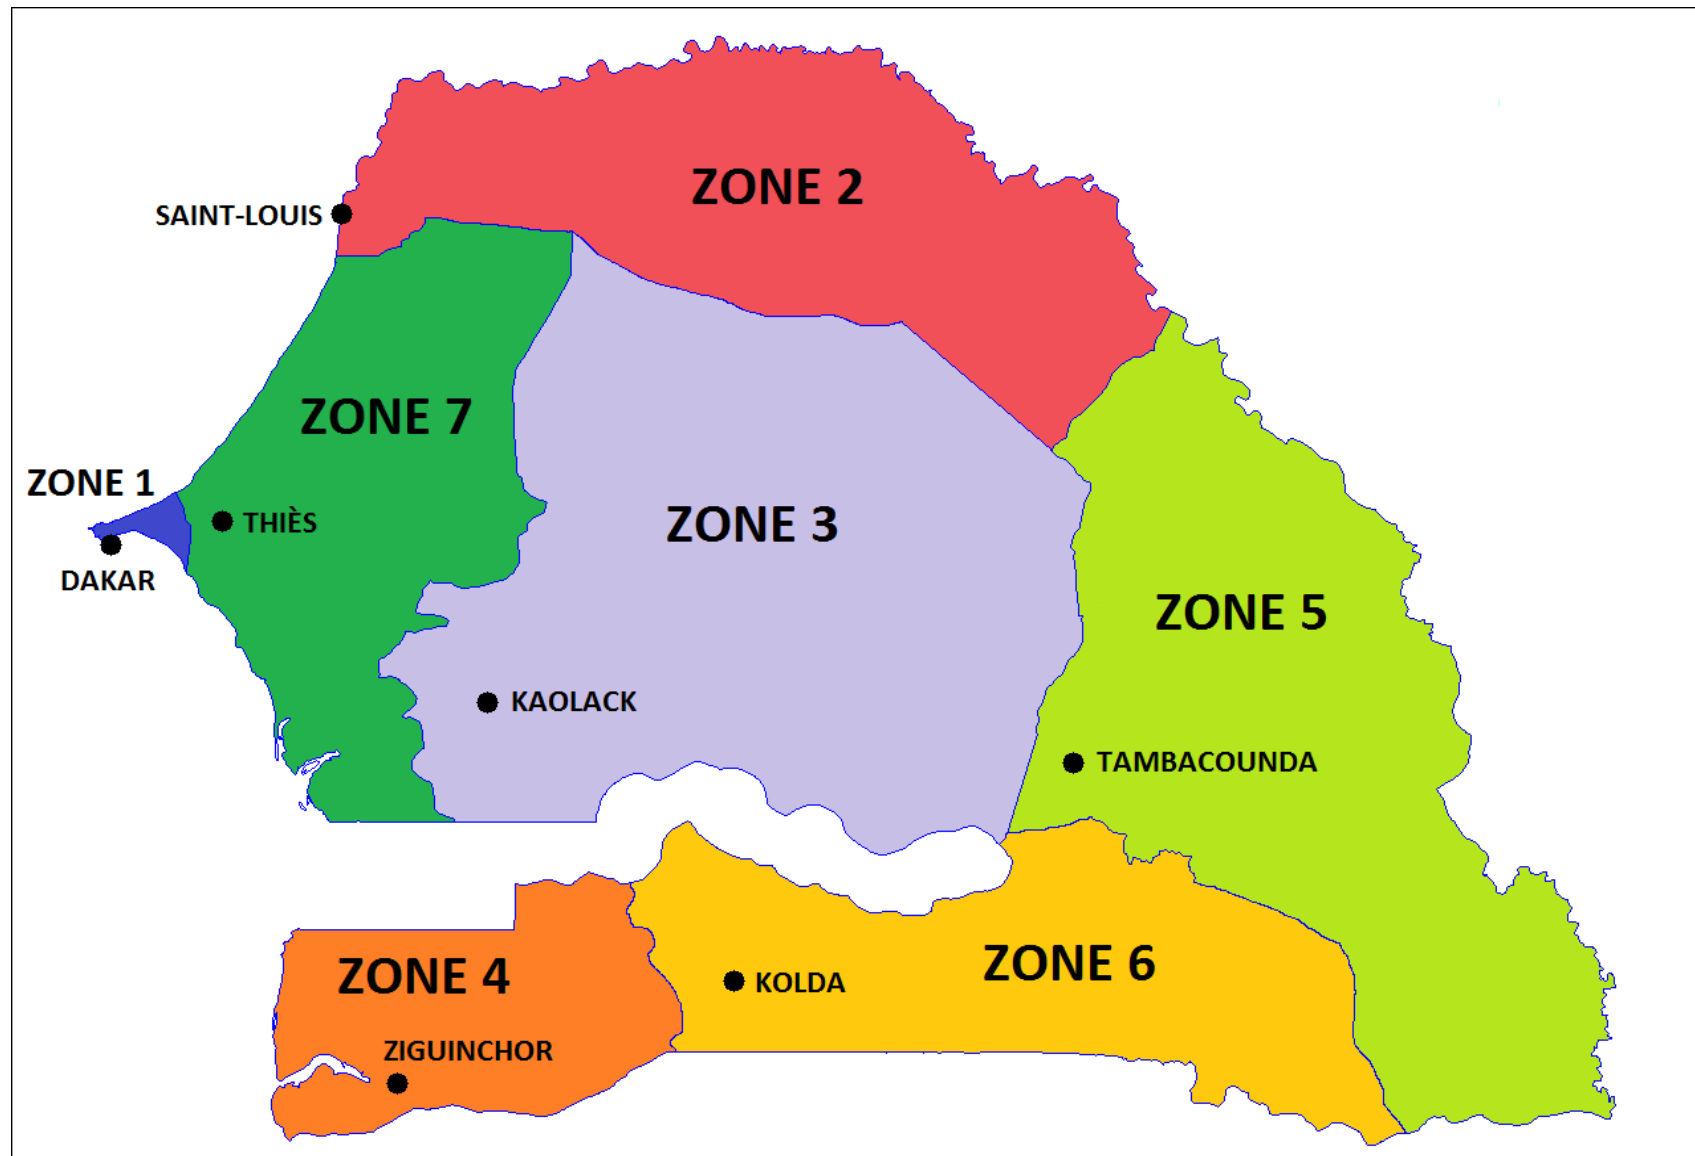 ZONE 2
SAINT-LOUIS
ZONE 7
ZONE 1
THIÈS
ZONE 3
DAKAR
ZONE 5
KAOLACK
TAMBACOUNDA
ZONE 4
ZONE 6
KOLDA
ZIGUINCHOR